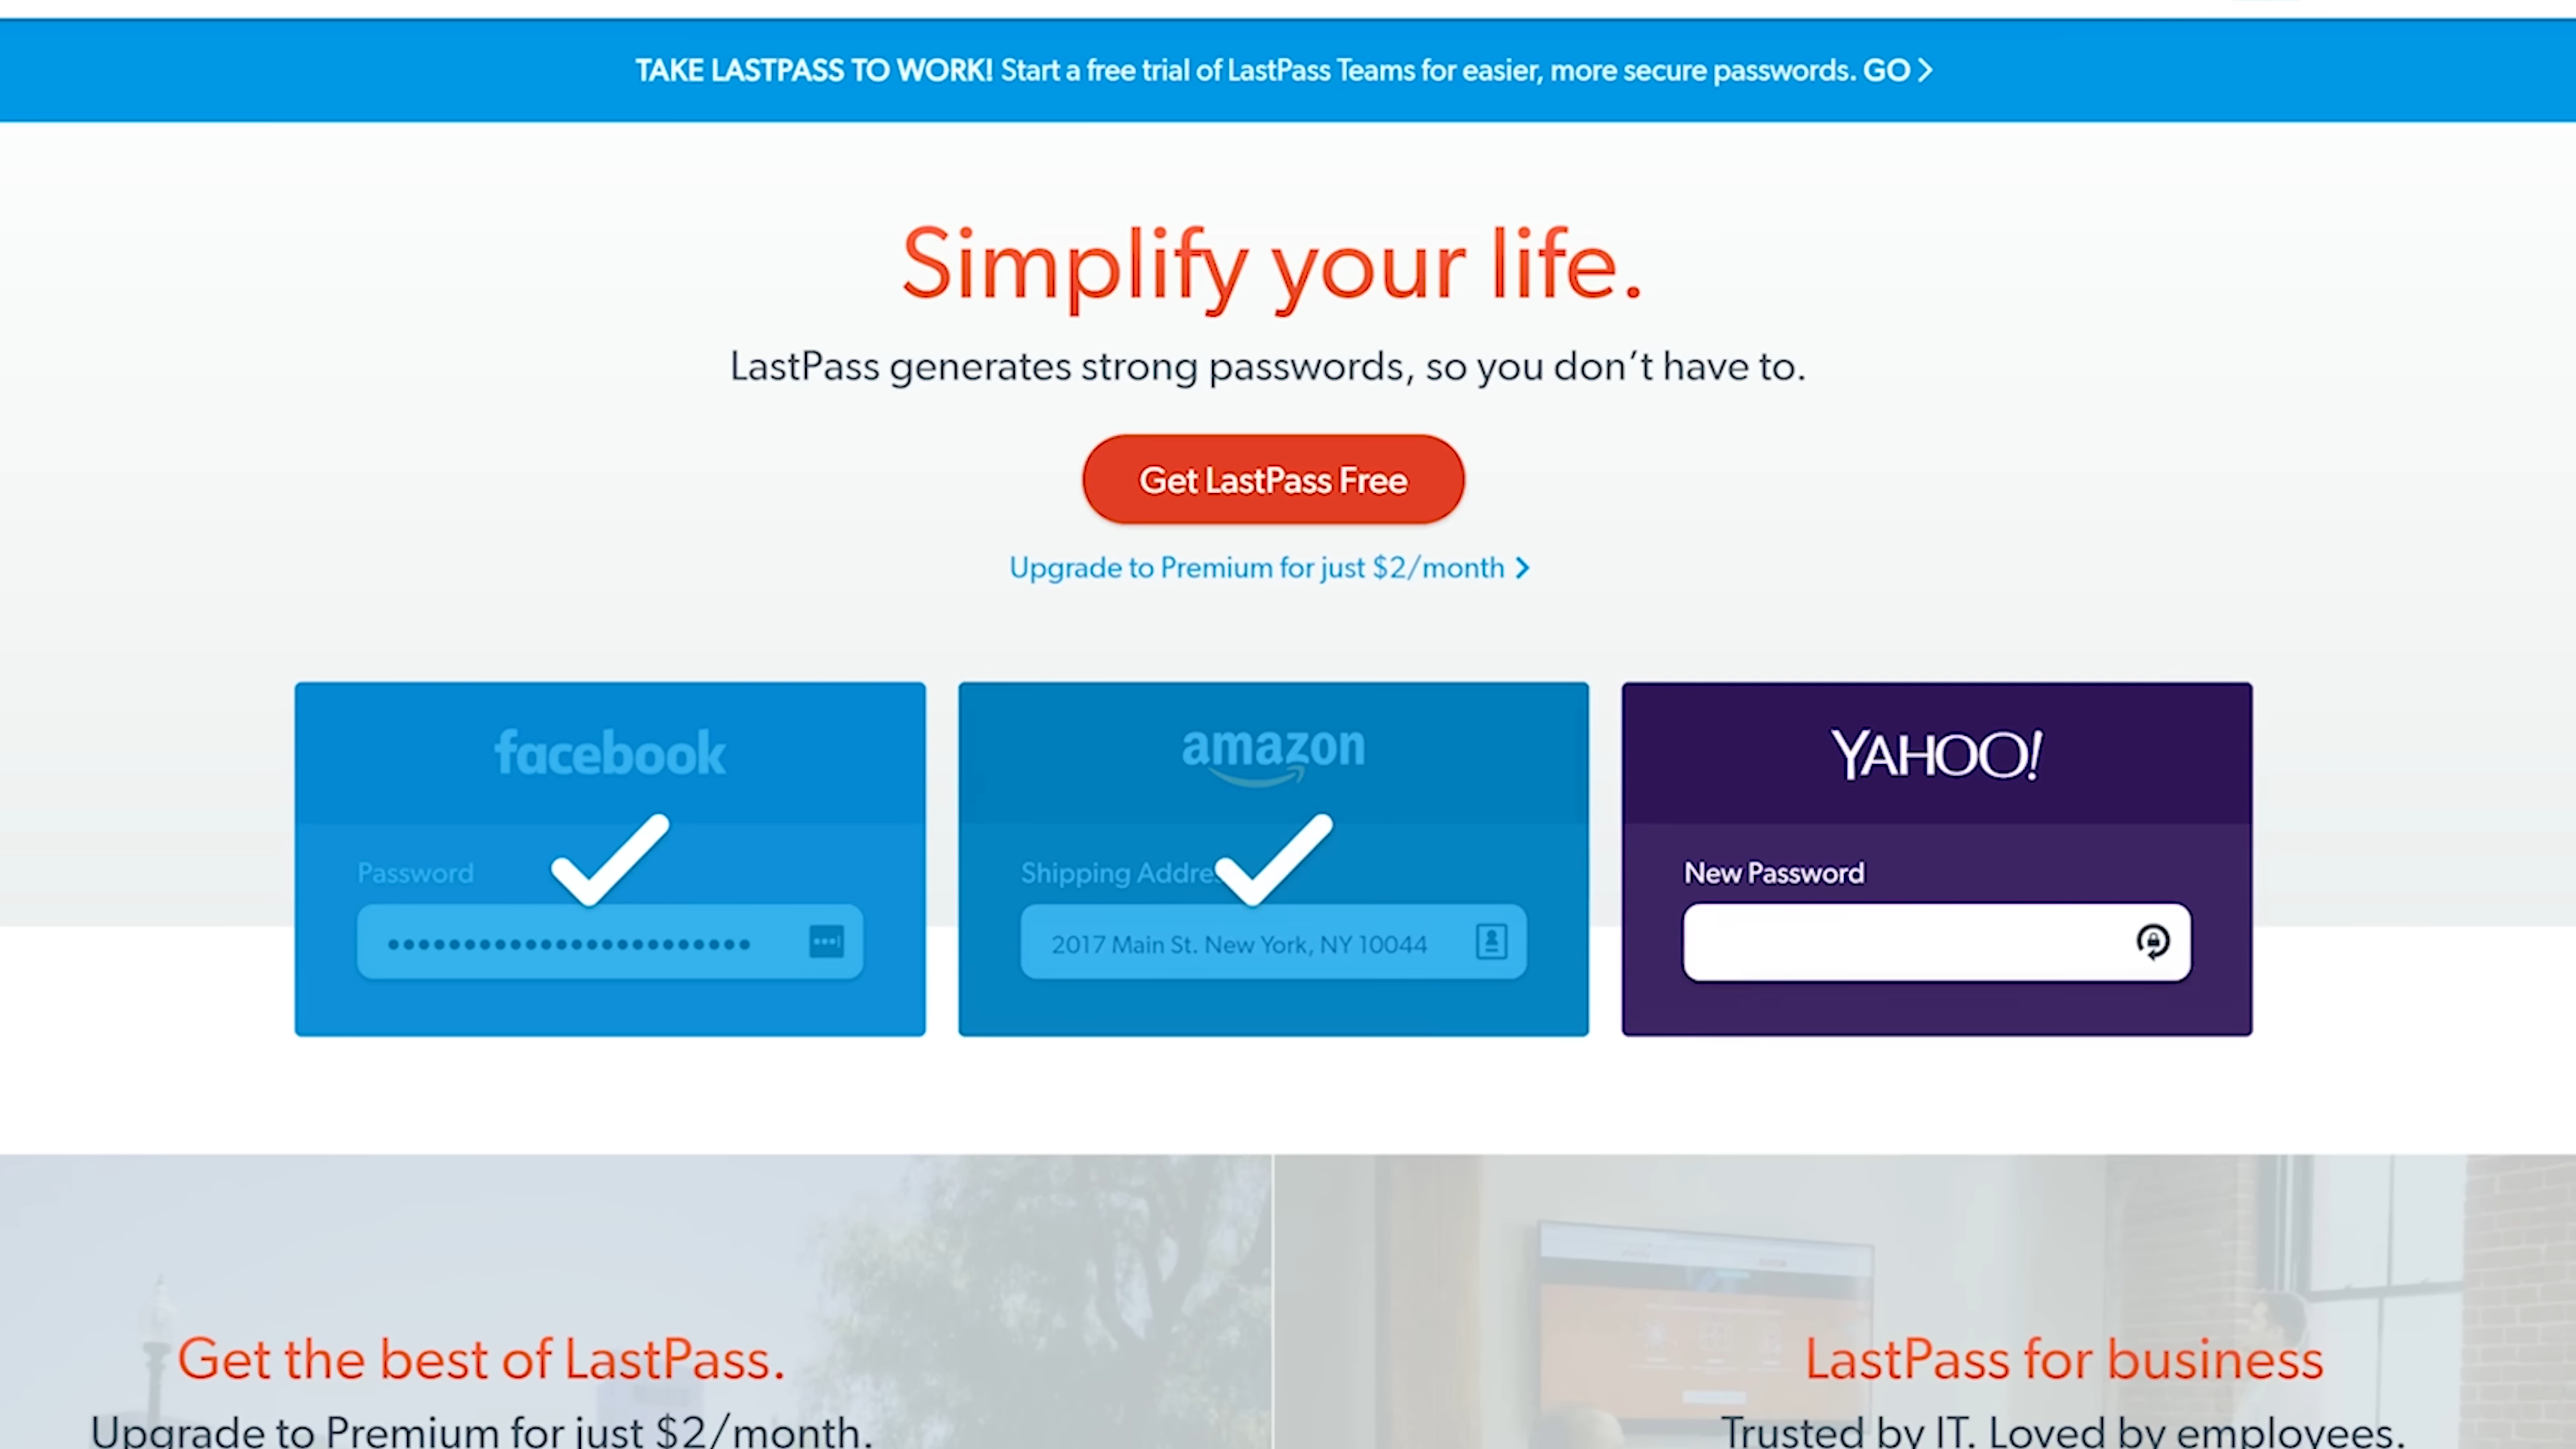 TAKE LASTPASS TO WORK! Start a free trial of LastPass Teams for easier, more secure passwords. GO >
Simplify your life.
LastPass generates strong passwords, so you don’t have to.
Get LastPass Free
Upgrade to Premium for just $2/month >
facebook
Password
amazon
Shipping Addre
2017 Main St. New York, NY 10044
YAHOO!
New Password
Get the best of LastPass.
Upgrade to Premium for just $2/month.
LastPass for business
Trusted by IT. Loved by employees.